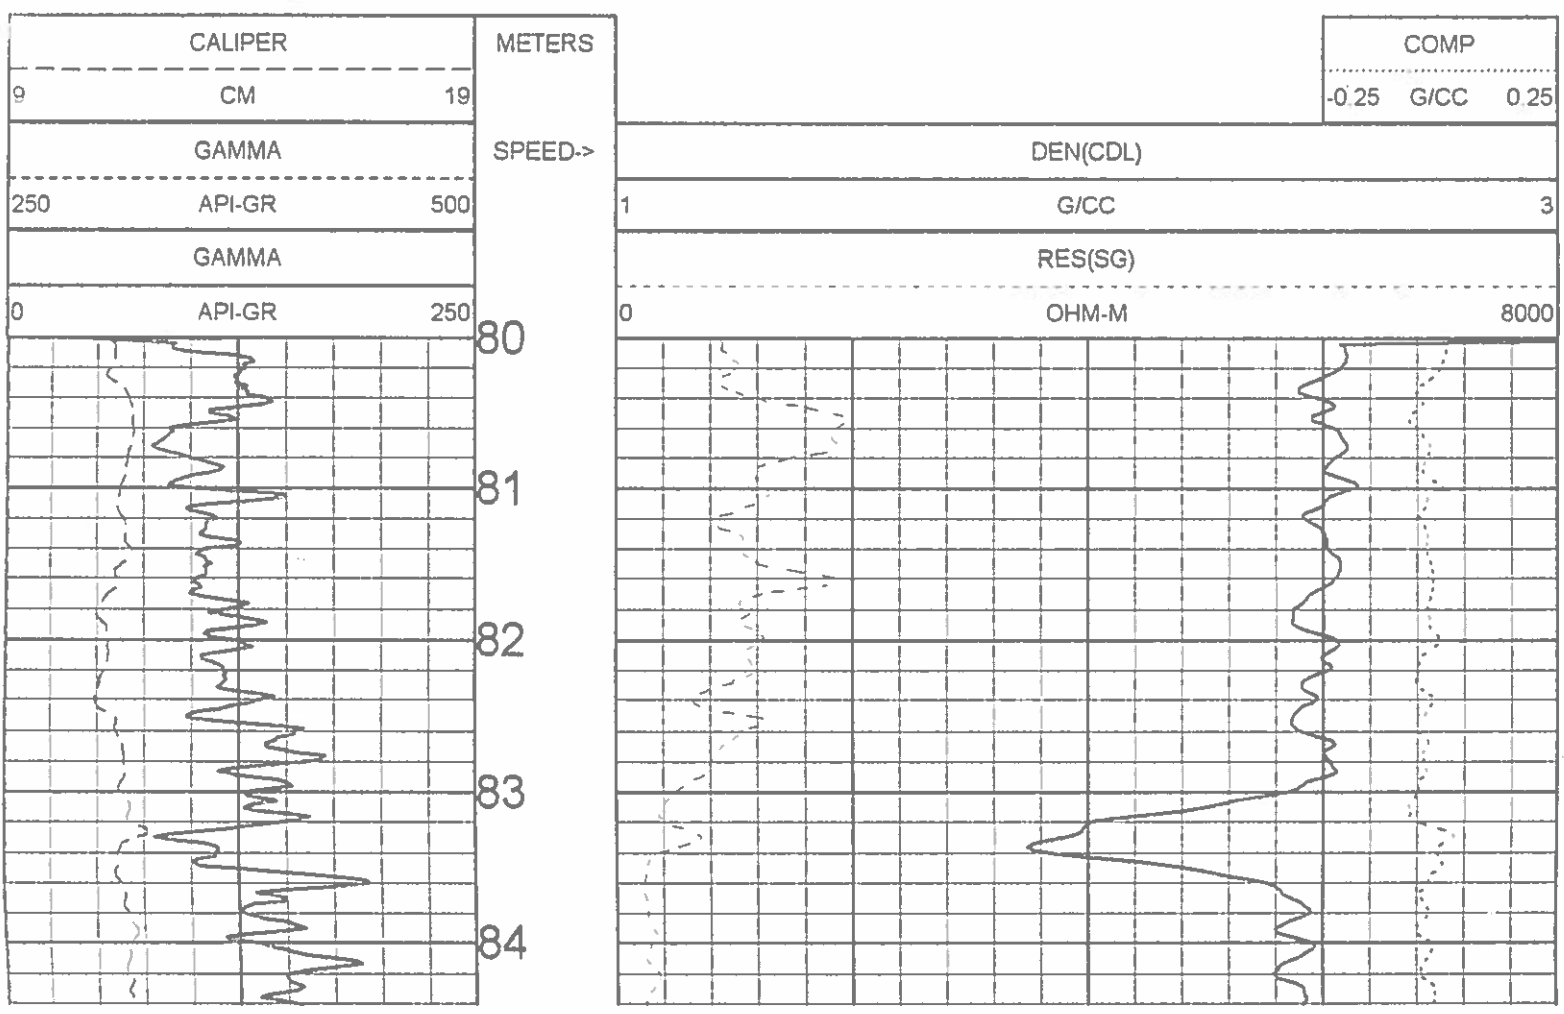 CALIPER METERS COMP
9 CM 19 -0.25 G/CC 0.25
GAMMA SPEED-> DEN(CDL)
250 API-GR 500 1 G/CC 3
GAMMA RES(SG)
0 API-GR 250 0 OHM-M 8000
80
81
82
83
84